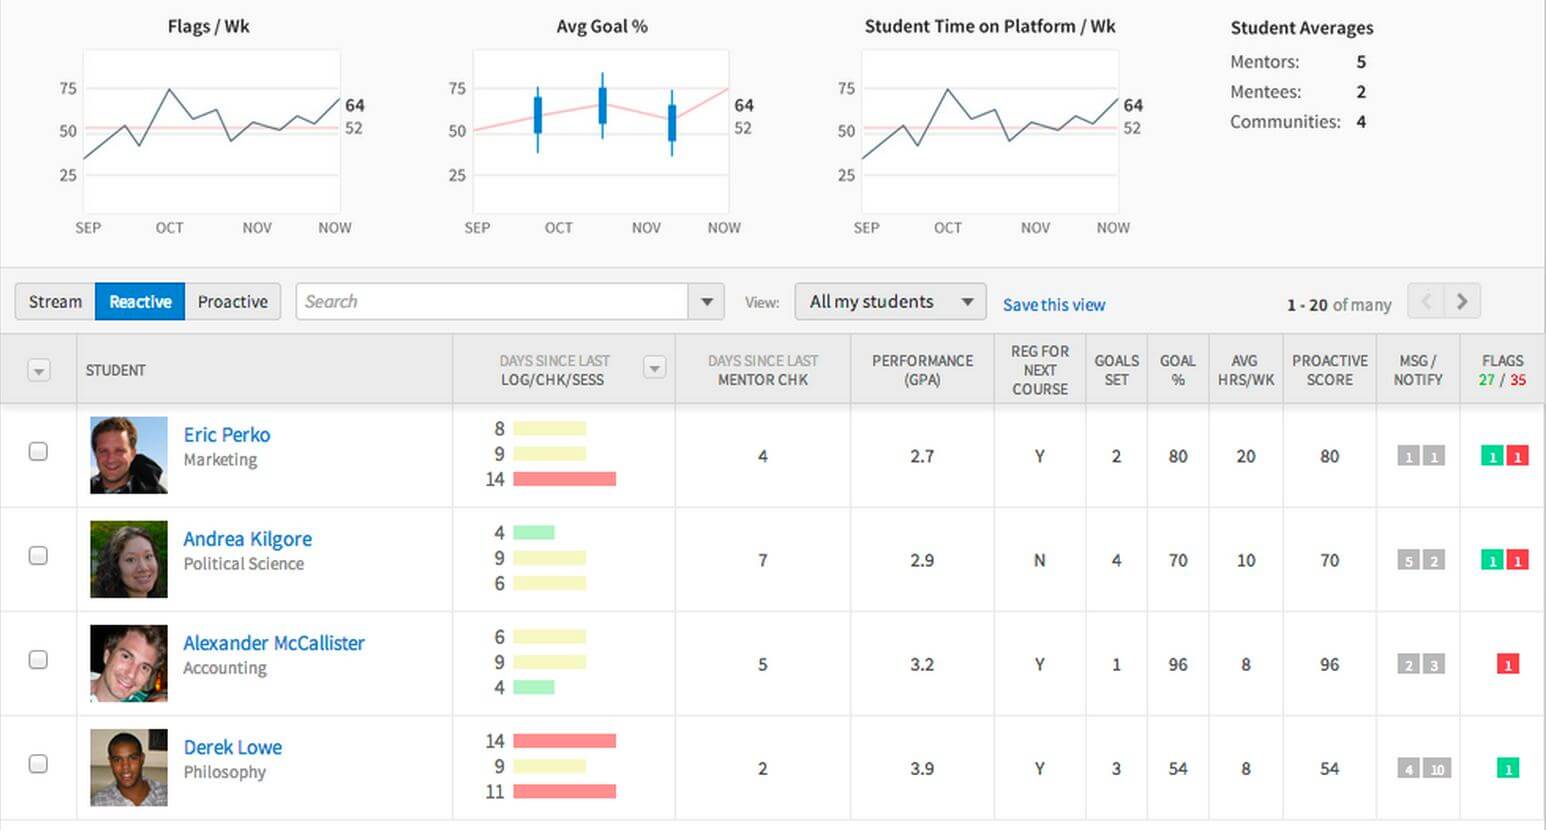 Flags / Wk
75
50
25
64
52
SEP OCT NOV NOW
Avg Goal %
75
50
25
64
52
SEP OCT NOV NOW
Student Time on Platform / Wk
75
50
25
64
52
SEP OCT NOV NOW
Student Averages
Mentors: 5
Mentees: 2
Communities: 4
Stream Reactive Proactive Search View: All my students Save this view 1 - 20 of many
STUDENT
DAYS SINCE LAST
LOG/CHK/SESS
DAYS SINCE LAST
MENTOR CHK
PERFORMANCE
(GPA)
REG FOR
NEXT
COURSE
GOALS
SET
GOAL
%
AVG
HRS/WK
PROACTIVE
SCORE
MSG /
NOTIFY
FLAGS
27 / 35
Eric Perko
Marketing
8
9
14
4 2.7 Y 2 80 20 80 1 1 1 1
Andrea Kilgore
Political Science
4
9
6
7 2.9 N 4 70 10 70 5 2 1 1
Alexander McCallister
Accounting
6
9
4
5 3.2 Y 1 96 8 96 2 3 1
Derek Lowe
Philosophy
14
9
11
2 3.9 Y 3 54 8 54 4 10 1